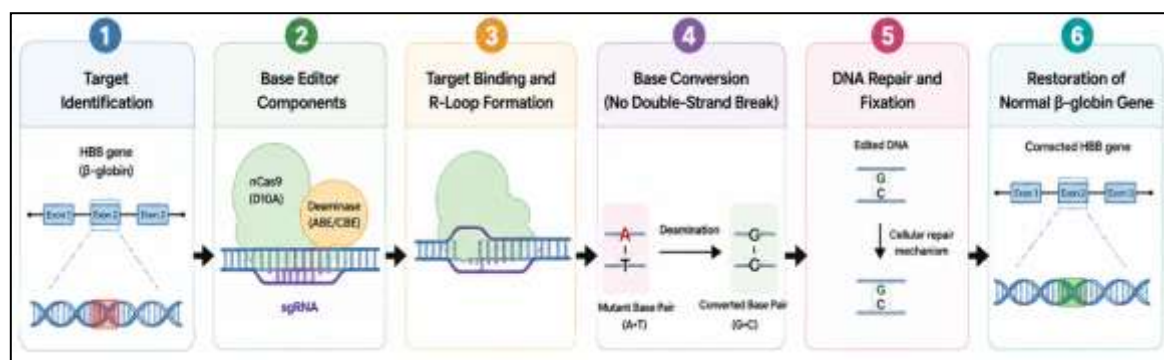 1
Target
Identification
HBB gene
(β-globin)
Exon 1 Exon 2 Exon 3
2
Base Editor
Components
nCas9
(D10A)
Deaminase
(ABE/CBE)
sgRNA
3
Target Binding and
R-Loop Formation
4
Base Conversion
(No Double-Strand Break)
A
T
Deamination
G
G
Mutant Base Pair
(A•T)
Converted Base Pair
(G•C)
5
DNA Repair and
Fixation
Edited DNA
G
C
Cellular repair
mechanism
G
C
6
Restoration of
Normal β-globin Gene
Corrected HBB gene
Exon 1 Exon 2 Exon 3